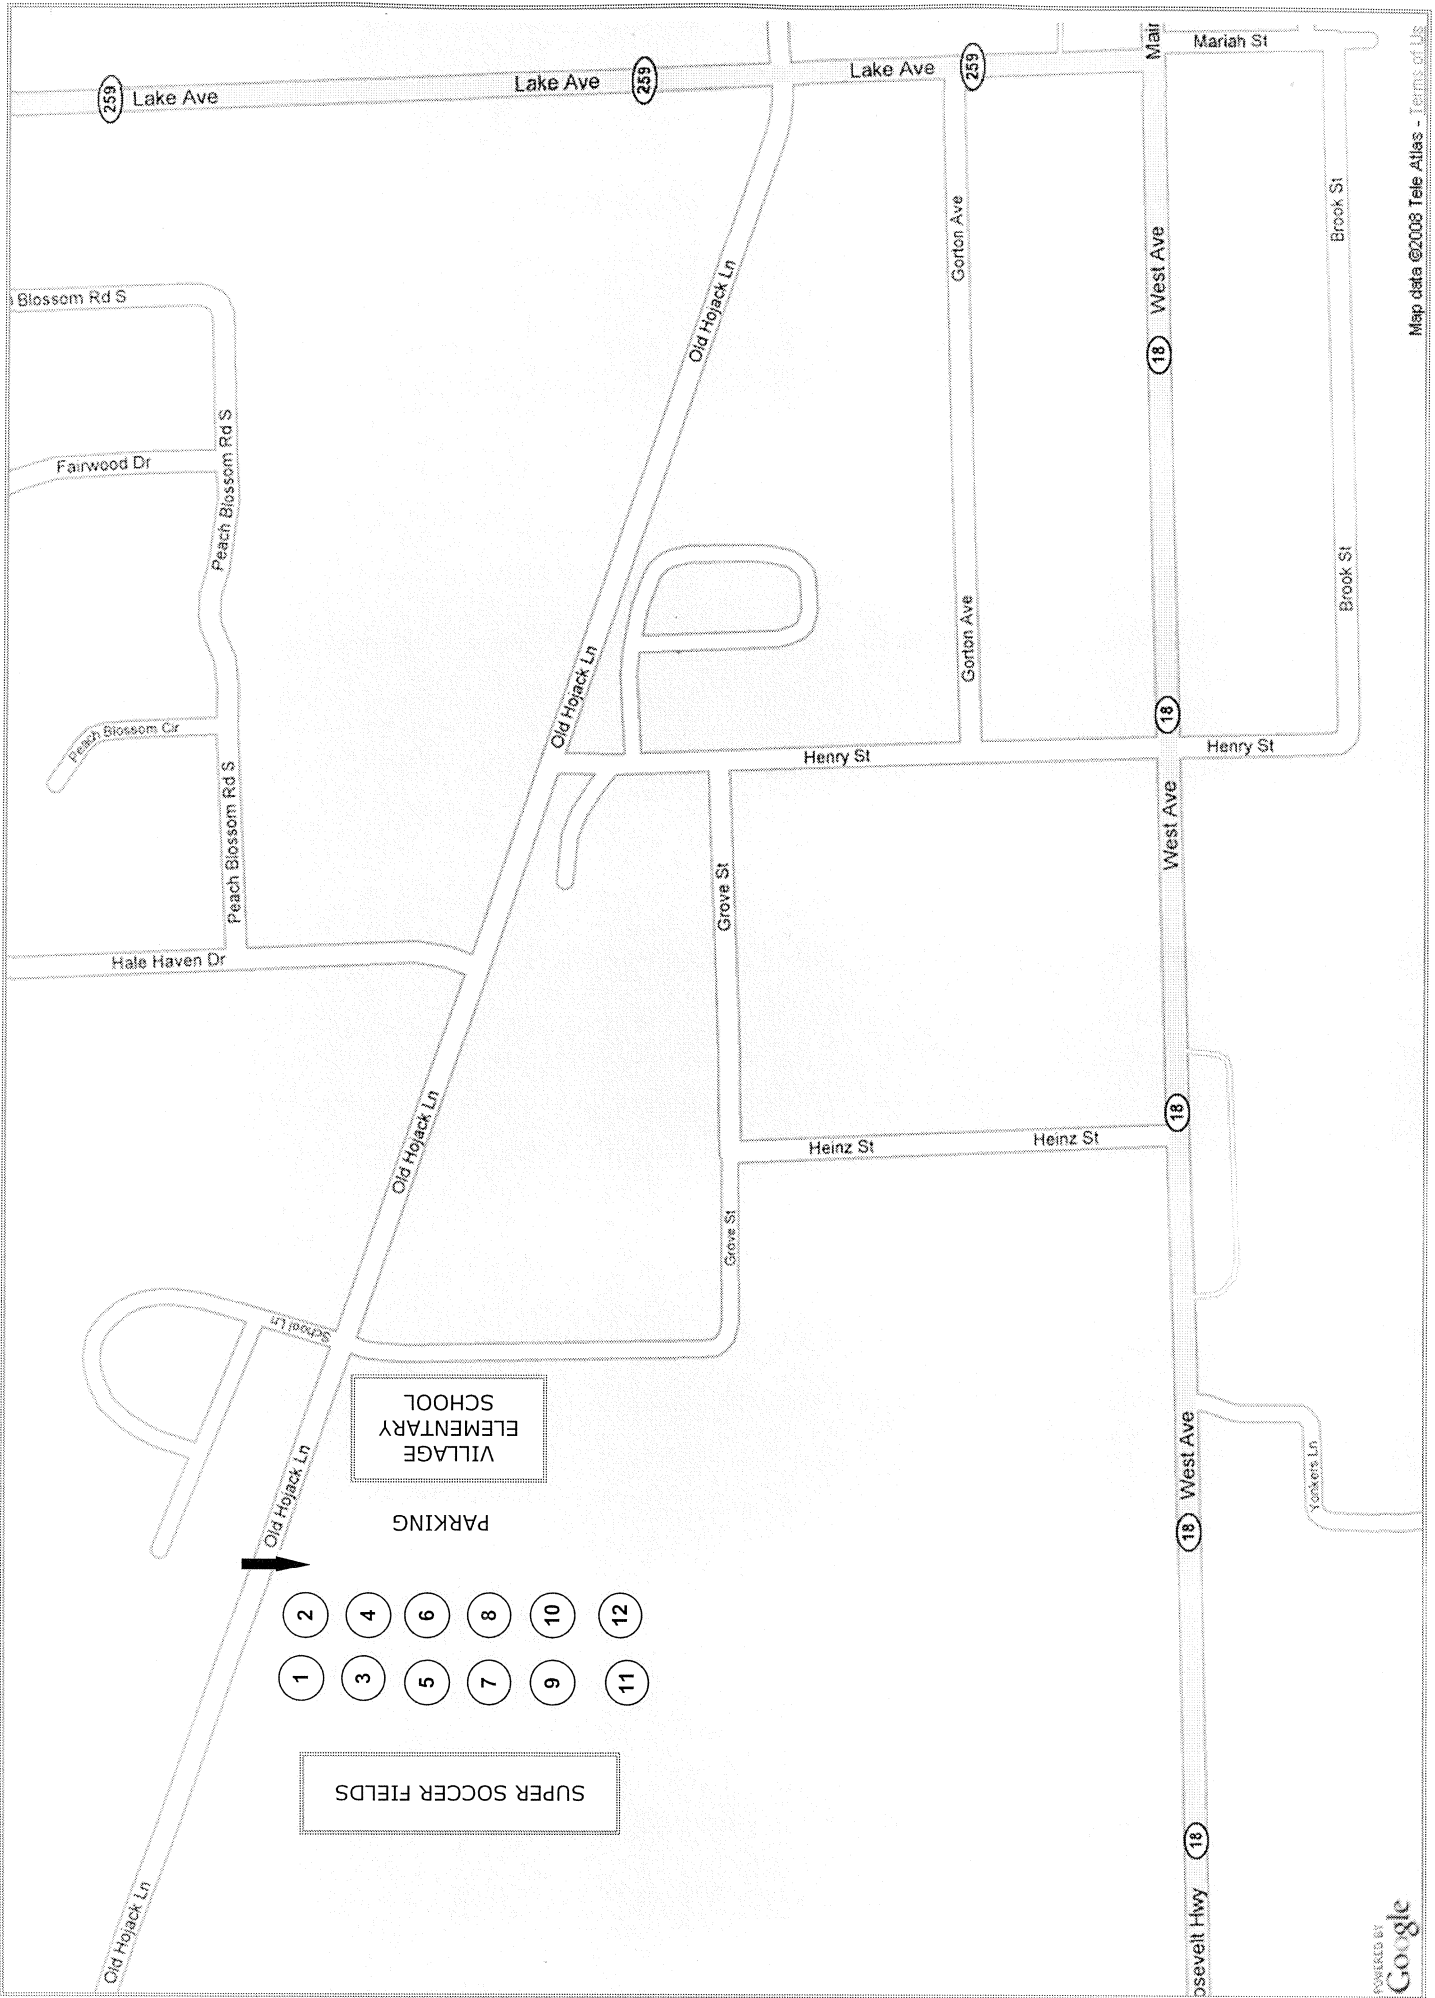 259
Lake Ave
Lake Ave
259
Lake Ave
259
Main
Mariah St
Blossom Rd S
Fairwood Dr
Peach Blossom Rd S
Peach Blossom Cir
Peach Blossom Rd S
Hale Haven Dr
Old Hojack Ln
Old Hojack Ln
Old Hojack Ln
Old Hojack Ln
Old Hojack Ln
School Ln
Gorton Ave
Gorton Ave
West Ave
18
18
West Ave
18
West Ave
18
18
osevelt Hwy
Brook St
Brook St
Henry St
Henry St
Grove St
Grove St
Heinz St
Heinz St
Yonkers Ln
VILLAGE
ELEMENTARY
SCHOOL
PARKING
2
4
6
8
10
12
1
3
5
7
9
11
SUPER SOCCER FIELDS
POWERED BY
Google
Map data ©2008 Tele Atlas - Terms of Us